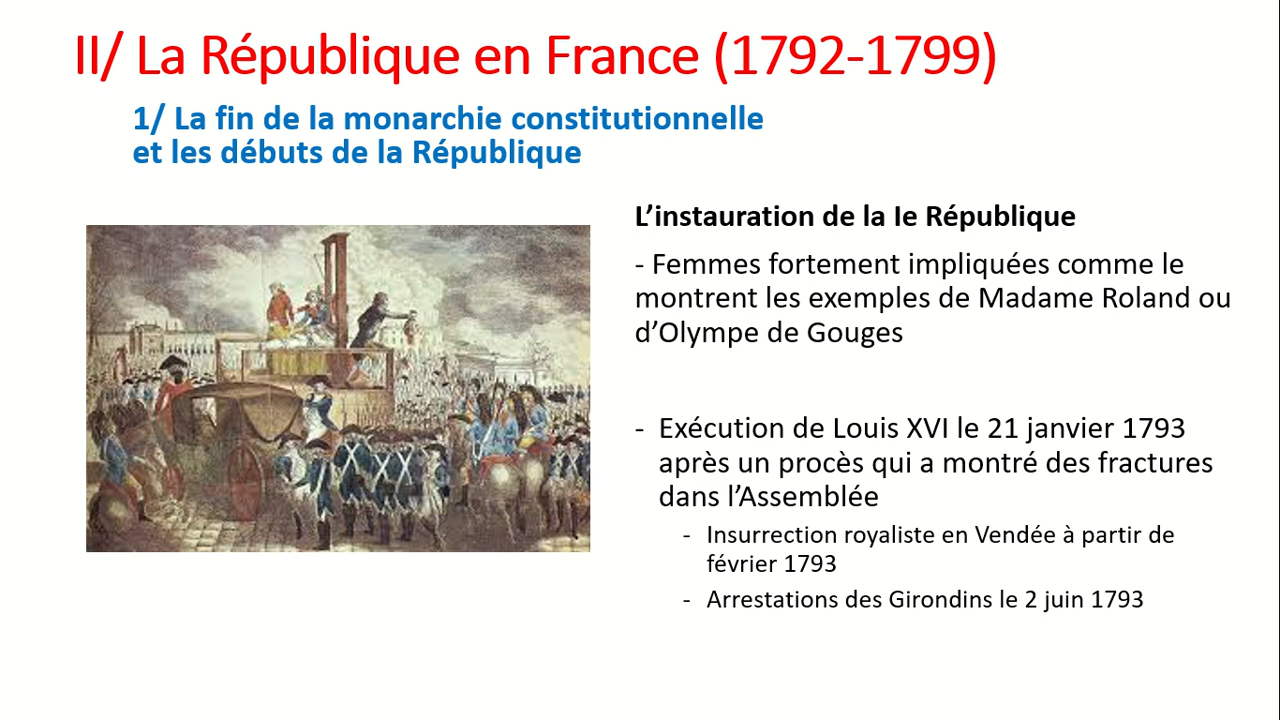 II/ La République en France (1792-1799)
1/ La fin de la monarchie constitutionnelle
et les débuts de la République
L’instauration de la Ie République
- Femmes fortement impliquées comme le
montrent les exemples de Madame Roland ou
d’Olympe de Gouges
- Exécution de Louis XVI le 21 janvier 1793
après un procès qui a montré des fractures
dans l’Assemblée
- Insurrection royaliste en Vendée à partir de
février 1793
- Arrestations des Girondins le 2 juin 1793